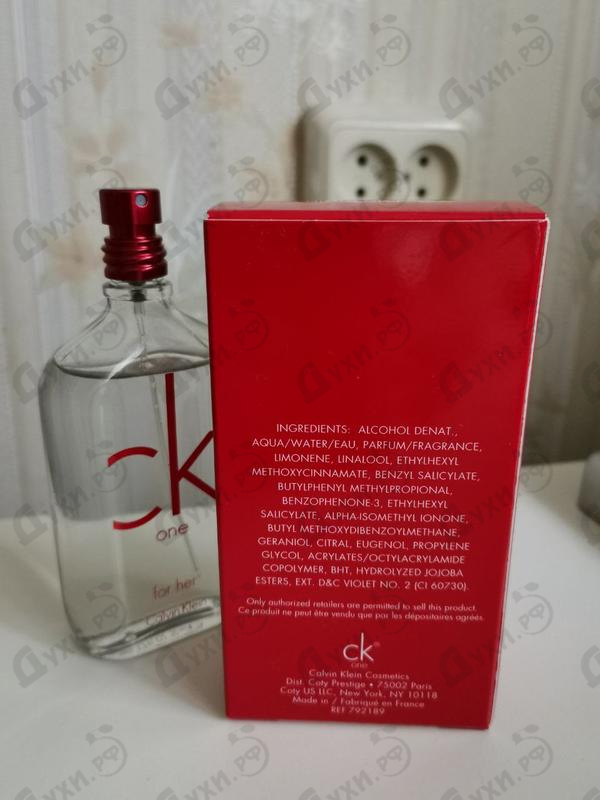 INGREDIENTS: ALCOHOL DENAT.,
AQUA/WATER/EAU, PARFUM/FRAGRANCE,
LIMONENE, LINALOOL, ETHYLHEXYL
METHOXYCINNAMATE, BENZYL SALICYLATE,
BUTYLPHENYL METHYLPROPIONAL,
BENZOPHENONE-3, ETHYLHEXYL
SALICYLATE, ALPHA-ISOMETHYL IONONE,
BUTYL METHOXYDIBENZOYLMETHANE,
GERANIOL, CITRAL, EUGENOL, PROPYLENE
GLYCOL, ACRYLATES/OCTYLACRYLAMIDE
COPOLYMER, BHT, HYDROLYZED JOJOBA
ESTERS, EXT. D&C VIOLET NO. 2 (CI 60730).
Only authorized retailers are permitted to sell this product.
Ce produit ne peut être vendu que par les dépositaires agréés.
ck®
one
Calvin Klein Cosmetics
Dist. Coty Prestige • 75002 Paris
Coty US LLC, New York, NY 10118
Made in / Fabriqué en France
REF 792189
ck
one
for her
Calvin Klein
Духи.рф